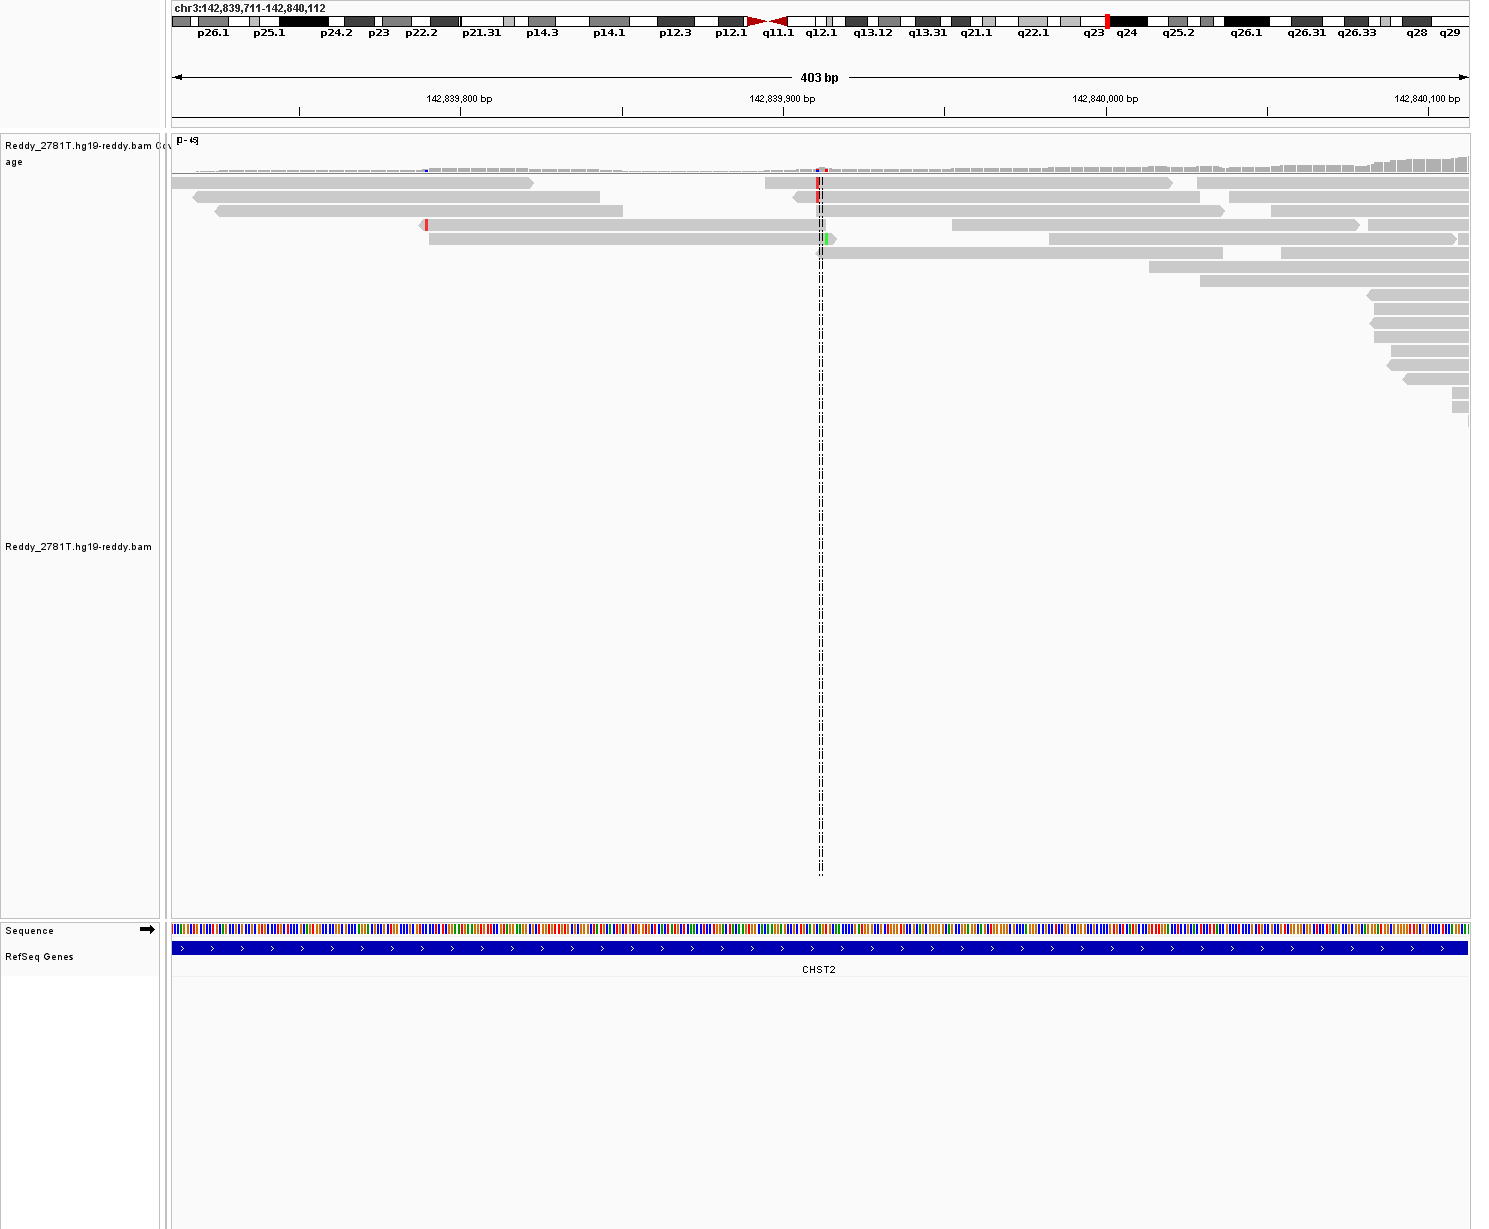 chr3:142,839,711-142,840,112
p26.1 p25.1 p24.2 p23 p22.2 p21.31 p14.3 p14.1 p12.3 p12.1 q11.1 q12.1 q13.12 q13.31 q21.1 q22.1 q23 q24 q25.2 q26.1 q26.31 q26.33 q28 q29
403 bp
142,839,800 bp 142,839,900 bp 142,840,000 bp 142,840,100 bp
Reddy_2781T.hg19-reddy.bam Cov
age
[0 - 45]
Reddy_2781T.hg19-reddy.bam
Sequence
RefSeq Genes
CHST2